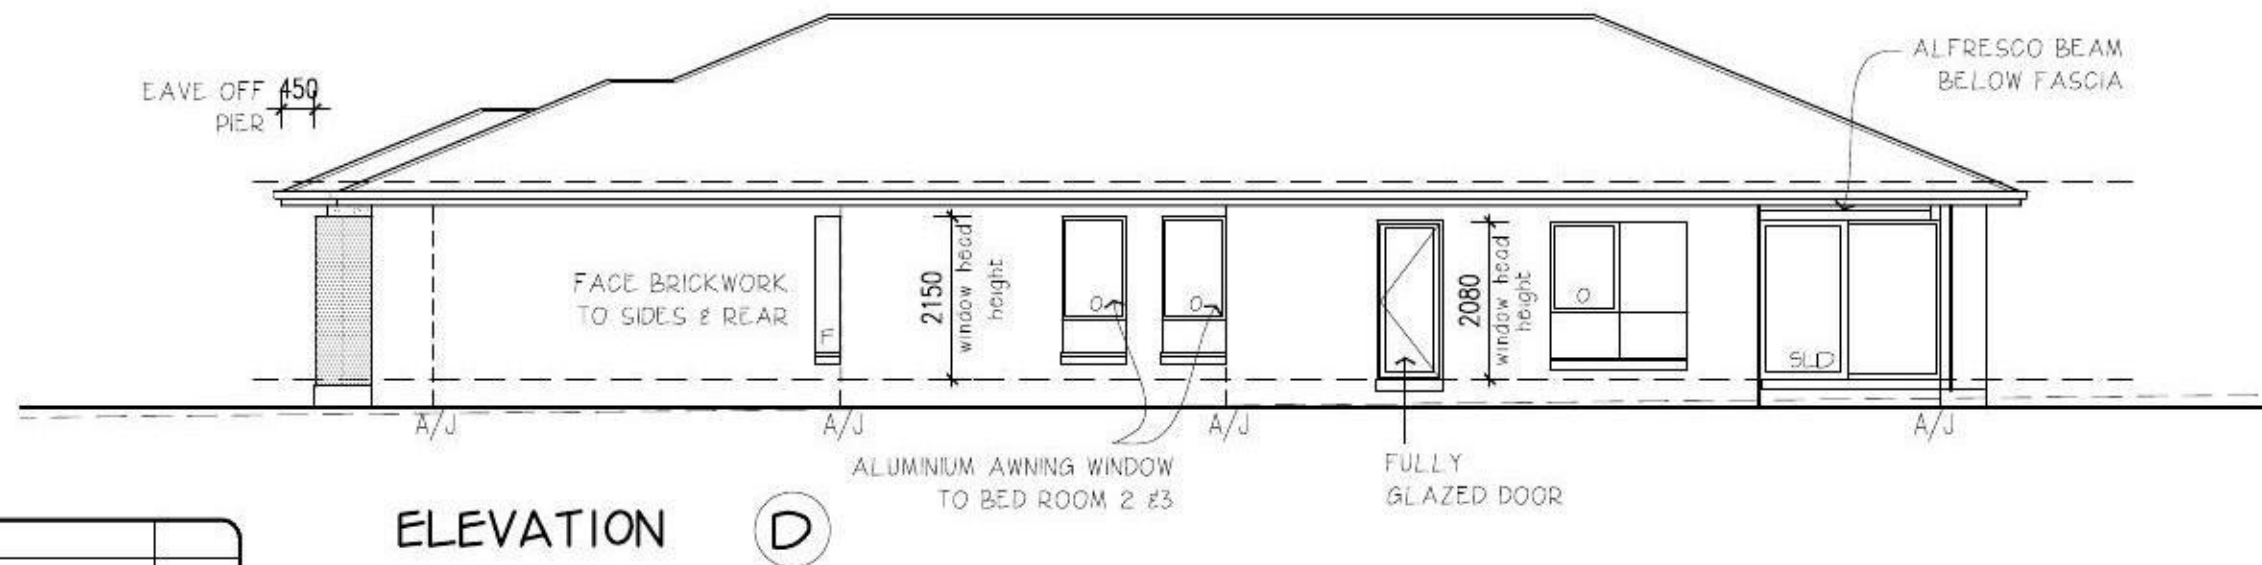 EAVE OFF 450
PIER
ALFRESCO BEAM
BELOW FASCIA
FACE BRICKWORK
TO SIDES & REAR
F
2150
window head
height
O
O
2080
window head
height
O
SLD
A/J
A/J
A/J
A/J
ALUMINIUM AWNING WINDOW
TO BED ROOM 2 &3
FULLY
GLAZED DOOR
ELEVATION D